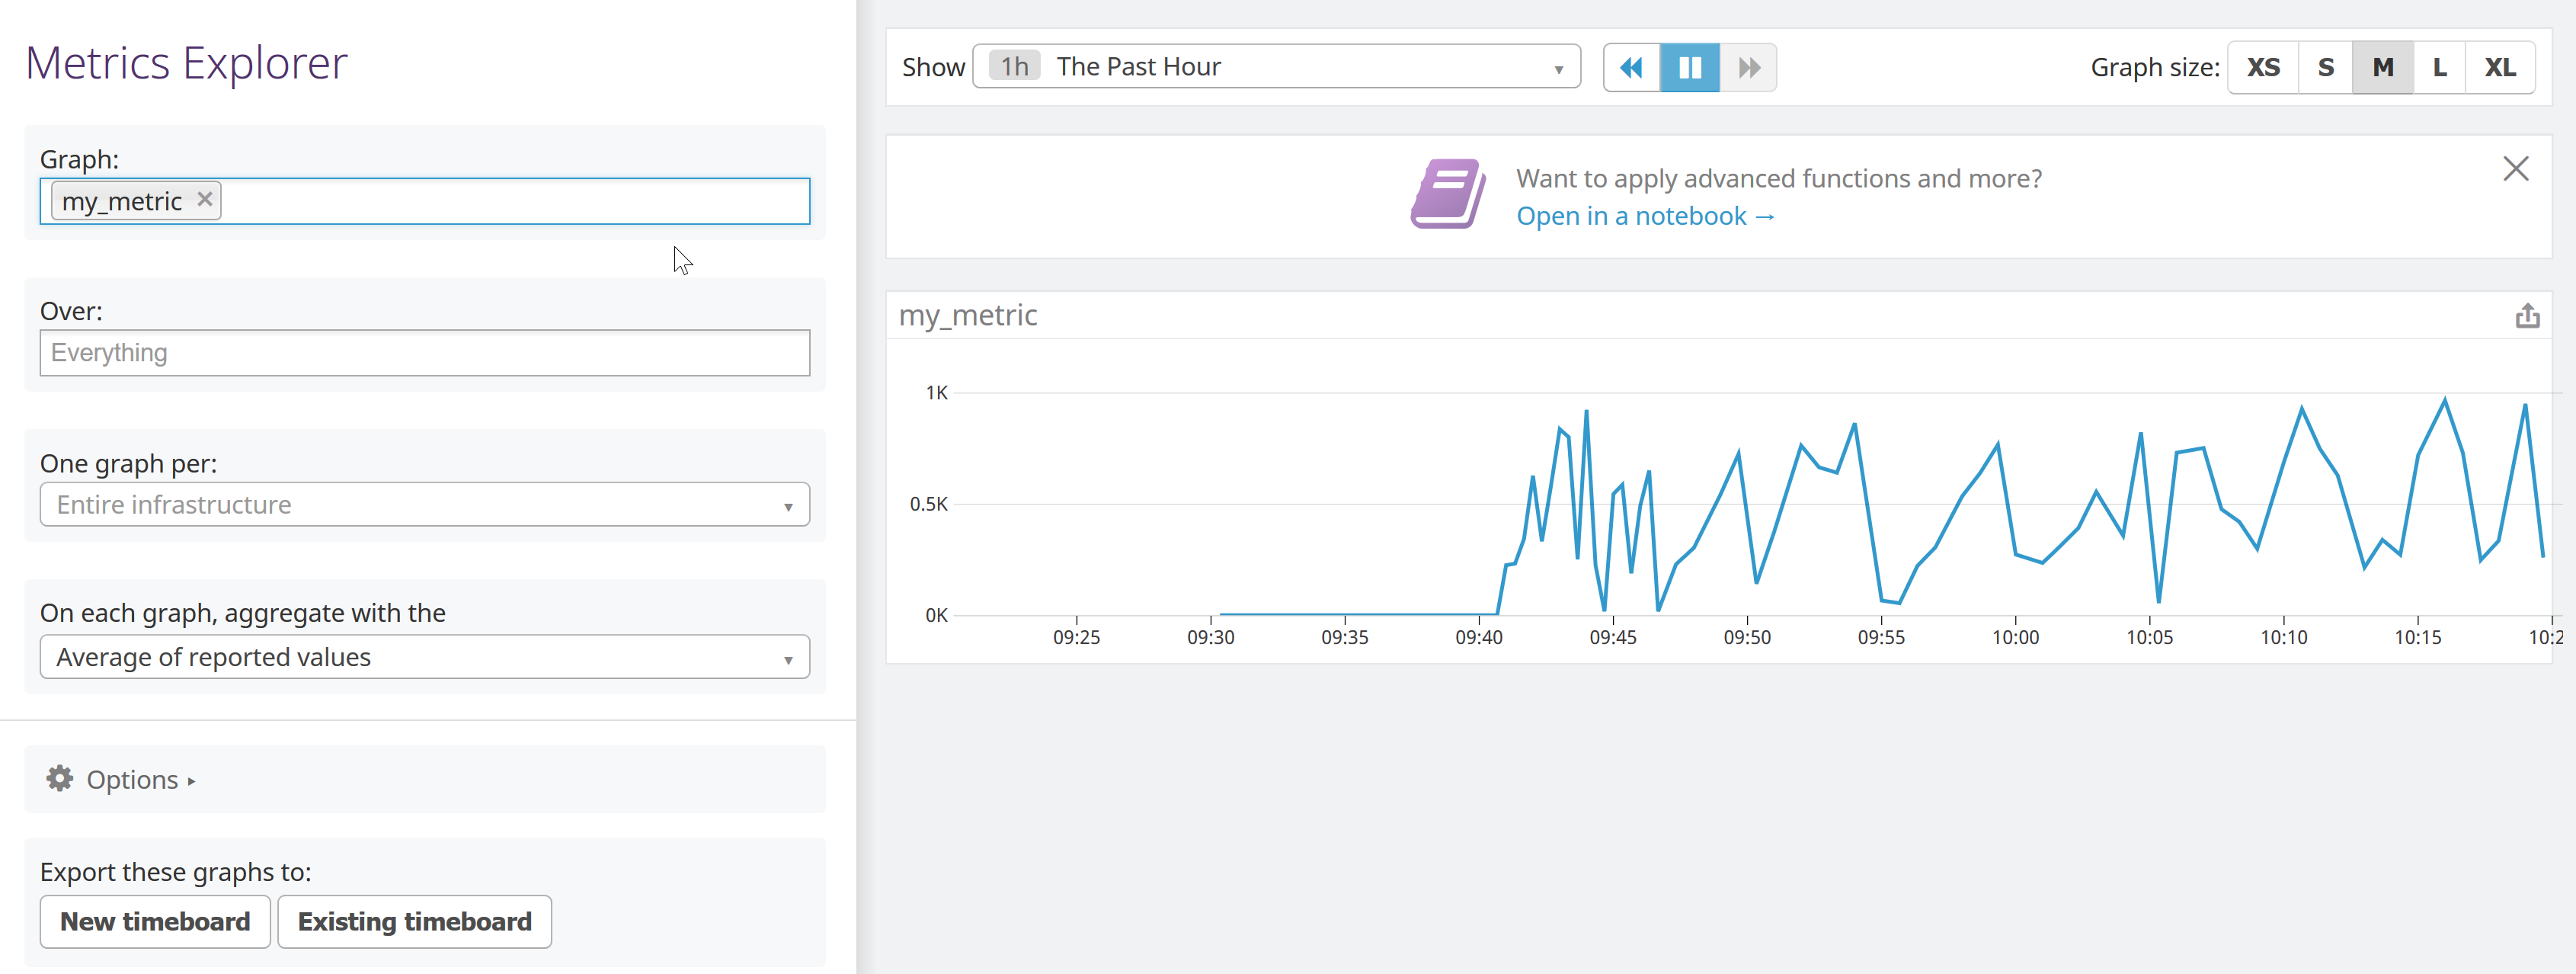 Metrics Explorer
Graph:
my_metric ×
Over:
Everything
One graph per:
Entire infrastructure
On each graph, aggregate with the
Average of reported values
Options
Export these graphs to:
New timeboard Existing timeboard
Show 1h The Past Hour Graph size: XS S M L XL
Want to apply advanced functions and more?
Open in a notebook →
my_metric
1K
0.5K
0K
09:25 09:30 09:35 09:40 09:45 09:50 09:55 10:00 10:05 10:10 10:15 10:2